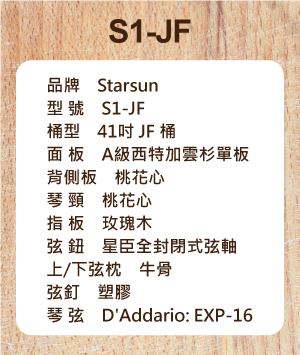 S1-JF
品牌 Starsun
型號 S1-JF
桶型 41吋 JF 桶
面板 A級西特加雲杉單板
背側板 桃花心
琴頸 桃花心
指板 玫瑰木
弦鈕 星臣全封閉式弦軸
上/下弦枕 牛骨
弦釘 塑膠
琴弦 D'Addario: EXP-16